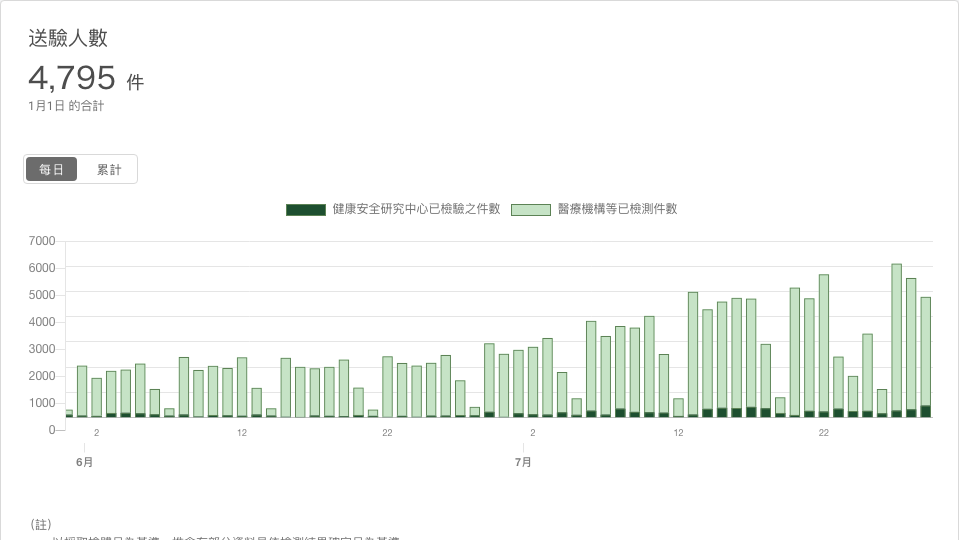 送驗人數
4,795 件
1月1日 的合計
每日 累計
健康安全研究中心已檢驗之件數 醫療機構等已檢測件數
7000
6000
5000
4000
3000
2000
1000
0
2 12 22 2 12 22
6月 7月
（註）